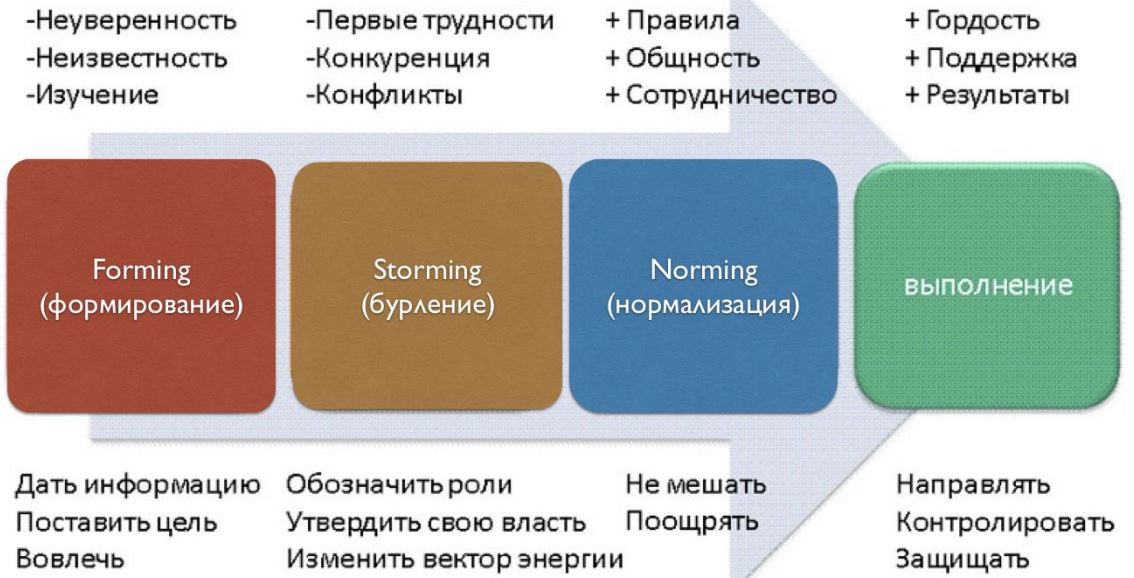 -Неуверенность
-Неизвестность
-Изучение
-Первые трудности
-Конкуренция
-Конфликты
+ Правила
+ Общность
+ Сотрудничество
+ Гордость
+ Поддержка
+ Результаты
Forming
(формирование)
Storming
(бурление)
Norming
(нормализация)
выполнение
Дать информацию
Поставить цель
Вовлечь
Обозначить роли
Утвердить свою власть
Изменить вектор энергии
Не мешать
Поощрять
Направлять
Контролировать
Защищать